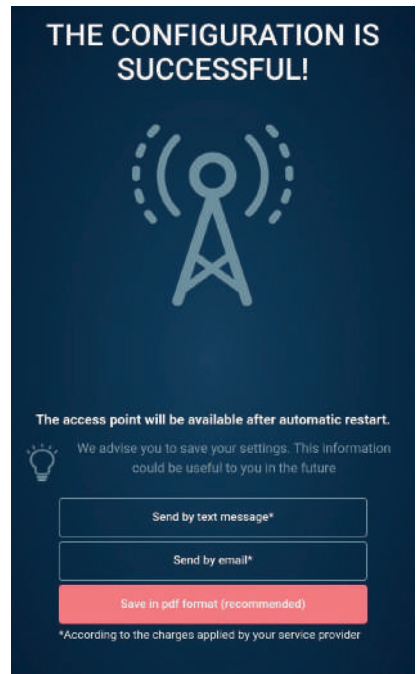 THE CONFIGURATION IS
SUCCESSFUL!
The access point will be available after automatic restart.
We advise you to save your settings. This information
could be useful to you in the future
Send by text message*
Send by email*
Save in pdf format (recommended)
*According to the charges applied by your service provider